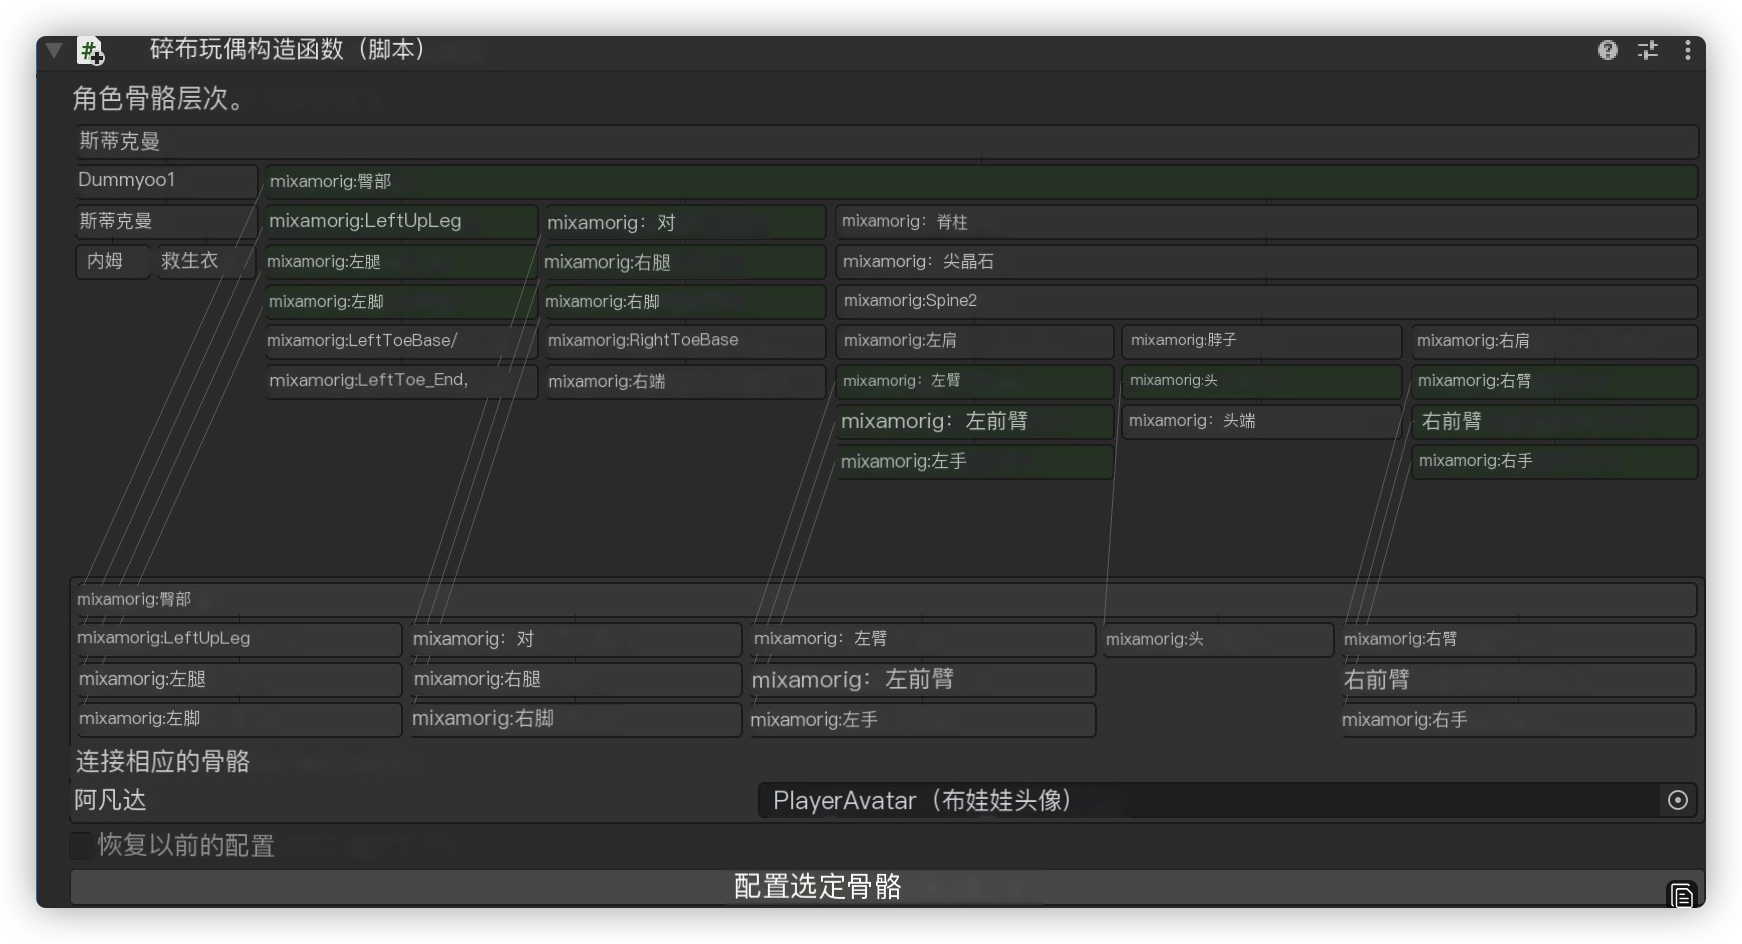 碎布玩偶构造函数（脚本）
角色骨骼层次。
斯蒂克曼
Dummyoo1 mixamorig:臀部
斯蒂克曼 mixamorig:LeftUpLeg mixamorig：对 mixamorig：脊柱
内姆 救生衣 mixamorig:左腿 mixamorig:右腿 mixamorig：尖晶石
mixamorig:左脚 mixamorig:右脚 mixamorig:Spine2
mixamorig:LeftToeBase/ mixamorig:RightToeBase mixamorig:左肩 mixamorig:脖子 mixamorig:右肩
mixamorig:LeftToe_End, mixamorig:右端 mixamorig：左臂 mixamorig:头 mixamorig:右臂
mixamorig：左前臂 mixamorig：头端 右前臂
mixamorig:左手 mixamorig:右手
mixamorig:臀部
mixamorig:LeftUpLeg mixamorig：对 mixamorig：左臂 mixamorig:头 mixamorig:右臂
mixamorig:左腿 mixamorig:右腿 mixamorig：左前臂 右前臂
mixamorig:左脚 mixamorig:右脚 mixamorig:左手 mixamorig:右手
连接相应的骨骼
阿凡达 PlayerAvatar（布娃娃头像）
恢复以前的配置
配置选定骨骼